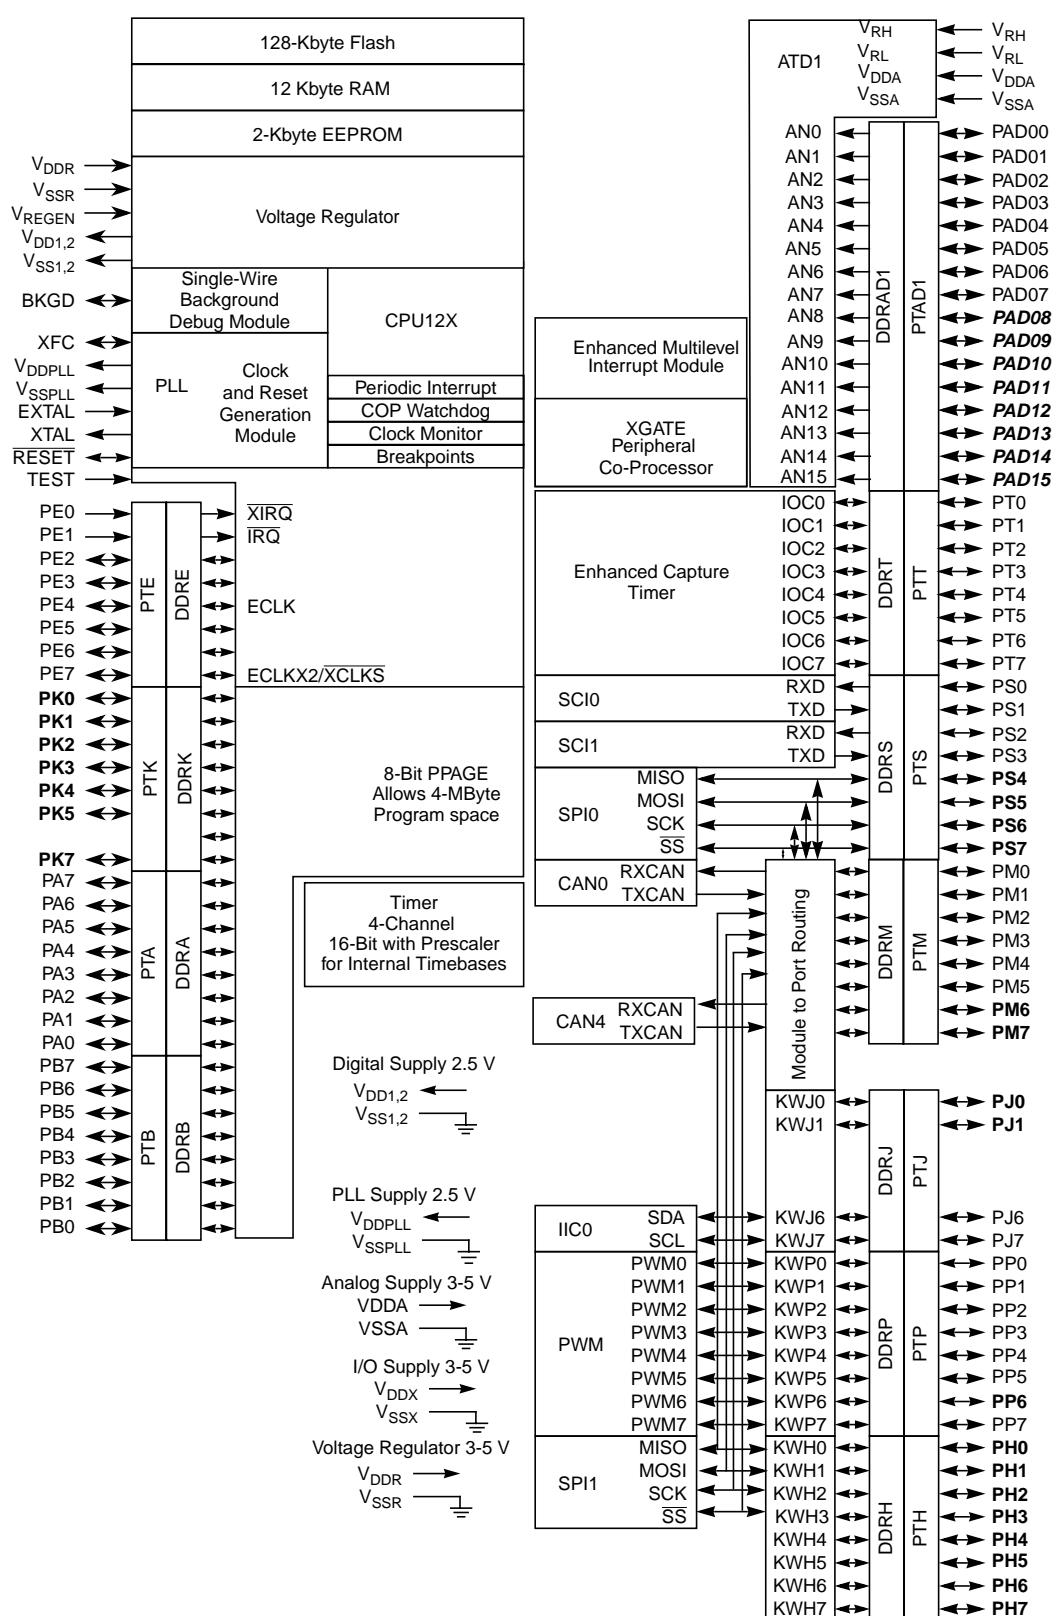 128-Kbyte Flash
12 Kbyte RAM
2-Kbyte EEPROM
VDDR
VSSR
VREGEN
VDD1,2
VSS1,2
Voltage Regulator
BKGD
Single-Wire
Background
Debug Module
CPU12X
XFC
VDDPLL
VSSPLL
EXTAL
XTAL
RESET
TEST
PLL
Clock
and Reset
Generation
Module
Periodic Interrupt
COP Watchdog
Clock Monitor
Breakpoints
PE0
PE1
PE2
PE3
PE4
PE5
PE6
PE7
PTE
DDRE
XIRQ
IRQ
ECLK
ECLKX2/XCLKS
PK0
PK1
PK2
PK3
PK4
PK5
PK7
PTK
DDRK
8-Bit PPAGE
Allows 4-MByte
Program space
PA7
PA6
PA5
PA4
PA3
PA2
PA1
PA0
PTA
DDRA
Timer
4-Channel
16-Bit with Prescaler
for Internal Timebases
PB7
PB6
PB5
PB4
PB3
PB2
PB1
PB0
PTB
DDRB
Digital Supply 2.5 V
VDD1,2
VSS1,2
PLL Supply 2.5 V
VDDPLL
VSSPLL
Analog Supply 3-5 V
VDDA
VSSA
I/O Supply 3-5 V
VDDX
VSSX
Voltage Regulator 3-5 V
VDDR
VSSR
Enhanced Multilevel
Interrupt Module
XGATE
Peripheral
Co-Processor
ATD1
VRH
VRL
VDDA
VSSA
VRH
VRL
VDDA
VSSA
AN0
AN1
AN2
AN3
AN4
AN5
AN6
AN7
AN8
AN9
AN10
AN11
AN12
AN13
AN14
AN15
DDRAD1
PTAD1
PAD00
PAD01
PAD02
PAD03
PAD04
PAD05
PAD06
PAD07
PAD08
PAD09
PAD10
PAD11
PAD12
PAD13
PAD14
PAD15
Enhanced Capture
Timer
IOC0
IOC1
IOC2
IOC3
IOC4
IOC5
IOC6
IOC7
DDRT
PTT
PT0
PT1
PT2
PT3
PT4
PT5
PT6
PT7
SCI0
RXD
TXD
SCI1
RXD
TXD
SPI0
MISO
MOSI
SCK
SS
DDRS
PTS
PS0
PS1
PS2
PS3
PS4
PS5
PS6
PS7
CAN0
RXCAN
TXCAN
CAN4
RXCAN
TXCAN
Module to Port Routing
DDRM
PTM
PM0
PM1
PM2
PM3
PM4
PM5
PM6
PM7
KWJ0
KWJ1
KWJ6
KWJ7
DDRJ
PTJ
PJ0
PJ1
PJ6
PJ7
IIC0
SDA
SCL
PWM
PWM0
PWM1
PWM2
PWM3
PWM4
PWM5
PWM6
PWM7
KWP0
KWP1
KWP2
KWP3
KWP4
KWP5
KWP6
KWP7
DDRP
PTP
PP0
PP1
PP2
PP3
PP4
PP5
PP6
PP7
SPI1
MISO
MOSI
SCK
SS
KWH0
KWH1
KWH2
KWH3
KWH4
KWH5
KWH6
KWH7
DDRH
PTH
PH0
PH1
PH2
PH3
PH4
PH5
PH6
PH7